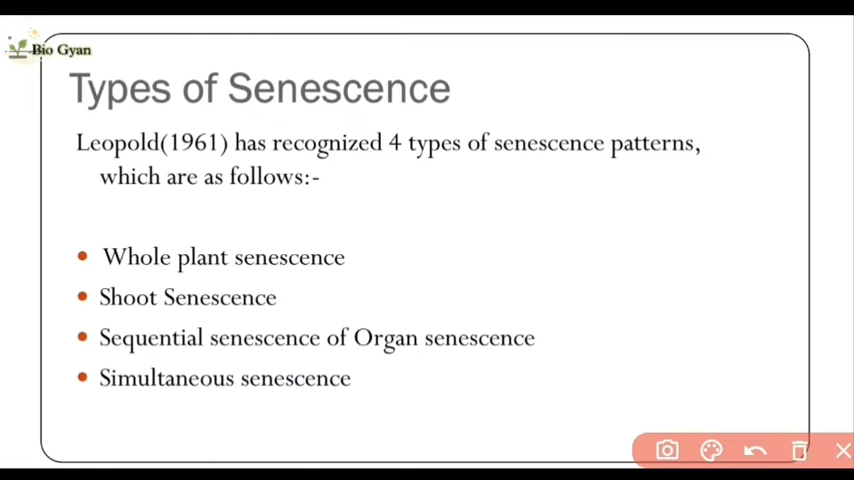 Bio Gyan
Types of Senescence
Leopold(1961) has recognized 4 types of senescence patterns,
which are as follows:-
Whole plant senescence
Shoot Senescence
Sequential senescence of Organ senescence
Simultaneous senescence